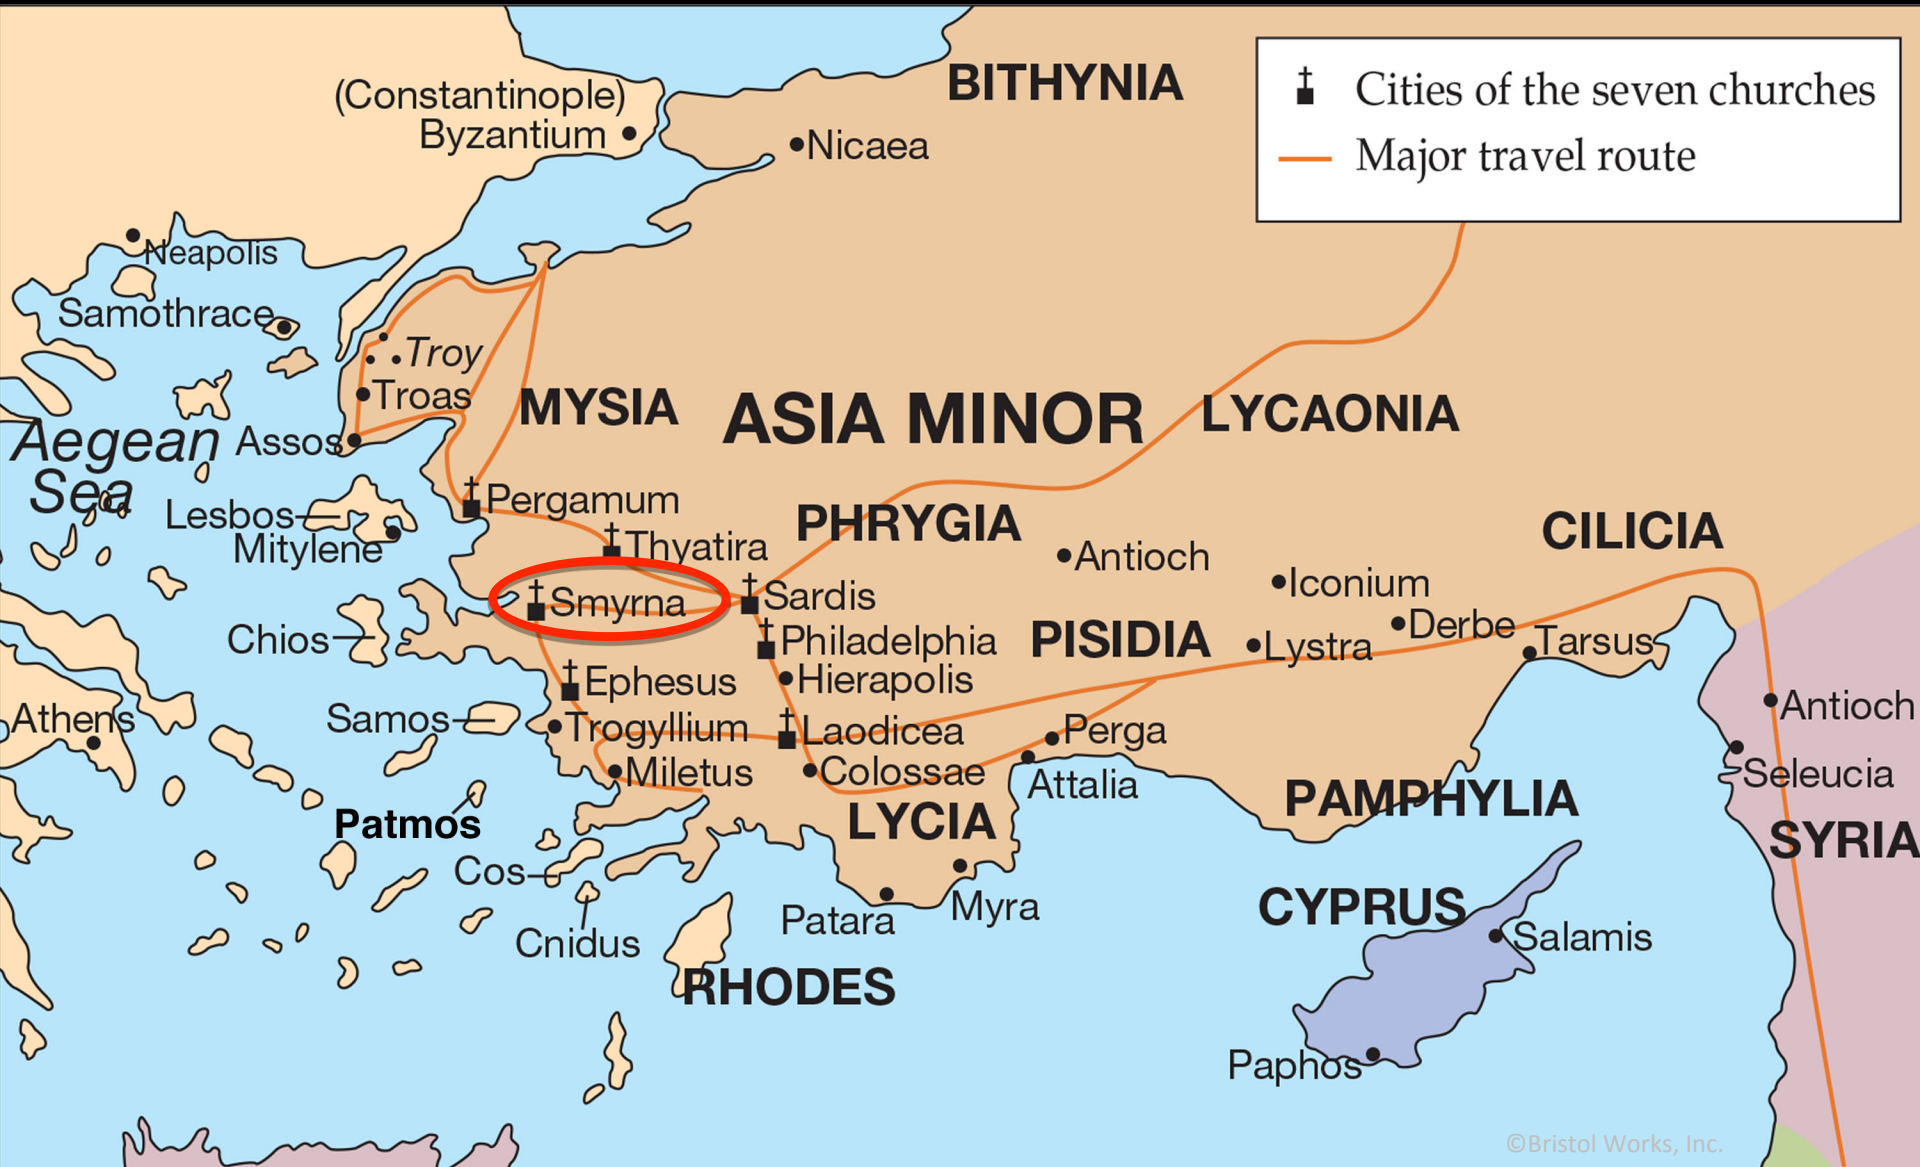 (Constantinople)
Byzantium
BITHYNIA
Nicaea
Cities of the seven churches
Major travel route
Neapolis
Samothrace
Troy
Troas
Assos
Aegean
Sea
MYSIA
ASIA MINOR
LYCAONIA
Lesbos
Mitylene
Pergamum
Thyatira
PHRYGIA
Antioch
CILICIA
Iconium
Smyrna
Sardis
Chios
Philadelphia
PISIDIA
Lystra
Derbe
Tarsus
Ephesus
Hierapolis
Athens
Samos
Trogyllium
Laodicea
Perga
Antioch
Miletus
Colossae
Attalia
Seleucia
Patmos
LYCIA
PAMPHYLIA
SYRIA
Cos
Patara
Myra
CYPRUS
Salamis
Cnidus
RHODES
Paphos
©Bristol Works, Inc.